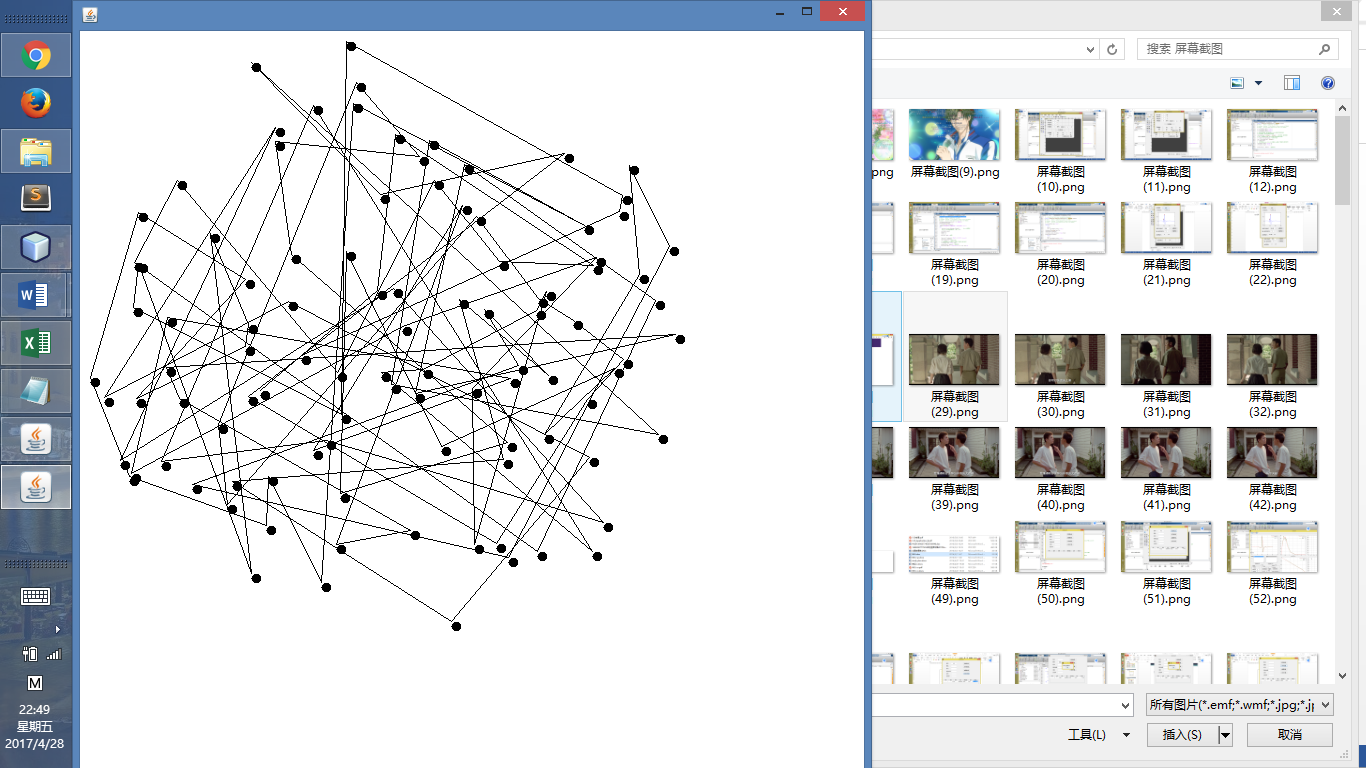 搜索 屏幕截图
png
屏幕截图(9).png
屏幕截图
(10).png
屏幕截图
(11).png
屏幕截图
(12).png
屏幕截图
(19).png
屏幕截图
(20).png
屏幕截图
(21).png
屏幕截图
(22).png
屏幕截图
(29).png
屏幕截图
(30).png
屏幕截图
(31).png
屏幕截图
(32).png
屏幕截图
(39).png
屏幕截图
(40).png
屏幕截图
(41).png
屏幕截图
(42).png
屏幕截图
(49).png
屏幕截图
(50).png
屏幕截图
(51).png
屏幕截图
(52).png
所有图片(*.emf;*.wmf;*.jpg;*.j
工具(L)
插入(S)
取消
M
22:49
星期五
2017/4/28